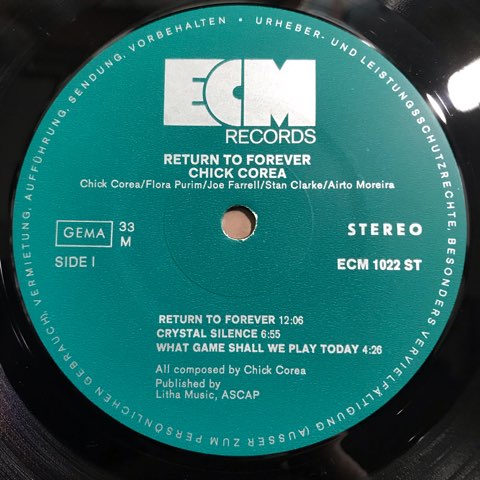 ECM
RECORDS
RETURN TO FOREVER
CHICK COREA
Chick Corea/Flora Purim/Joe Farrell/Stan Clarke/Airto Moreira
GEMA
33
M
STEREO
SIDE I
ECM 1022 ST
RETURN TO FOREVER 12:06
CRYSTAL SILENCE 6:55
WHAT GAME SHALL WE PLAY TODAY 4:26
All composed by Chick Corea
Published by
Litha Music, ASCAP
URHEBER- UND LEISTUNGSSCHUTZRECHTE, BESONDERS VERVIELFÄLTIGUNG (AUSSER ZUM PERSÖNLICHEN GEBRAUCH), VERMIETUNG, AUFFÜHRUNG, SENDUNG, VORBEHALTEN •